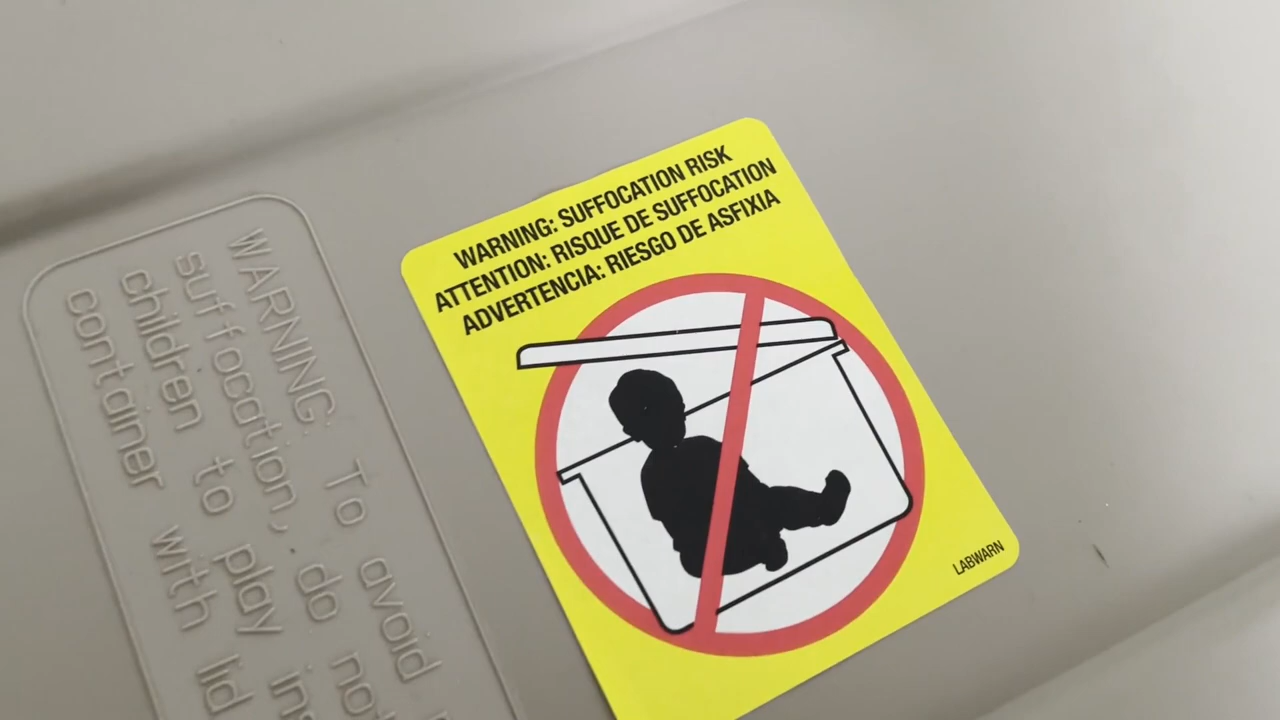 WARNING: SUFFOCATION RISK
ATTENTION: RISQUE DE SUFFOCATION
ADVERTENCIA: RIESGO DE ASFIXIA
LABWARN
WARNING: To avoid
suffocation, do not
children to play
container with lid